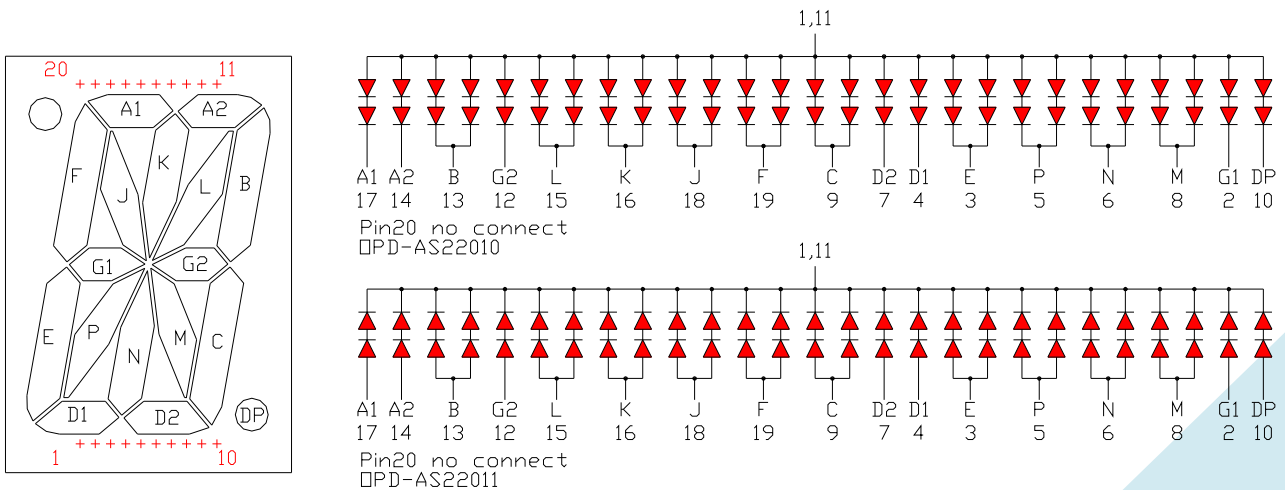 20 11
A1 A2
F J K L B
G1 G2
E P N M C
D1 D2 DP
1 10
1,11
A1 A2 B G2 L K J F C D2 D1 E P N M G1 DP
17 14 13 12 15 16 18 19 9 7 4 3 5 6 8 2 10
Pin20 no connect
OPD-AS22010
1,11
A1 A2 B G2 L K J F C D2 D1 E P N M G1 DP
17 14 13 12 15 16 18 19 9 7 4 3 5 6 8 2 10
Pin20 no connect
OPD-AS22011